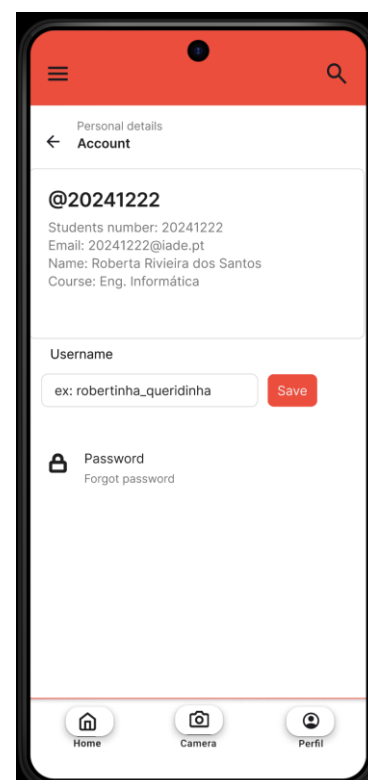 Personal details
Account
@20241222
Students number: 20241222
Email: 20241222@iade.pt
Name: Roberta Rivieira dos Santos
Course: Eng. Informática
Username
ex: robertinha_queridinha
Save
Password
Forgot password
Home
Camera
Perfil